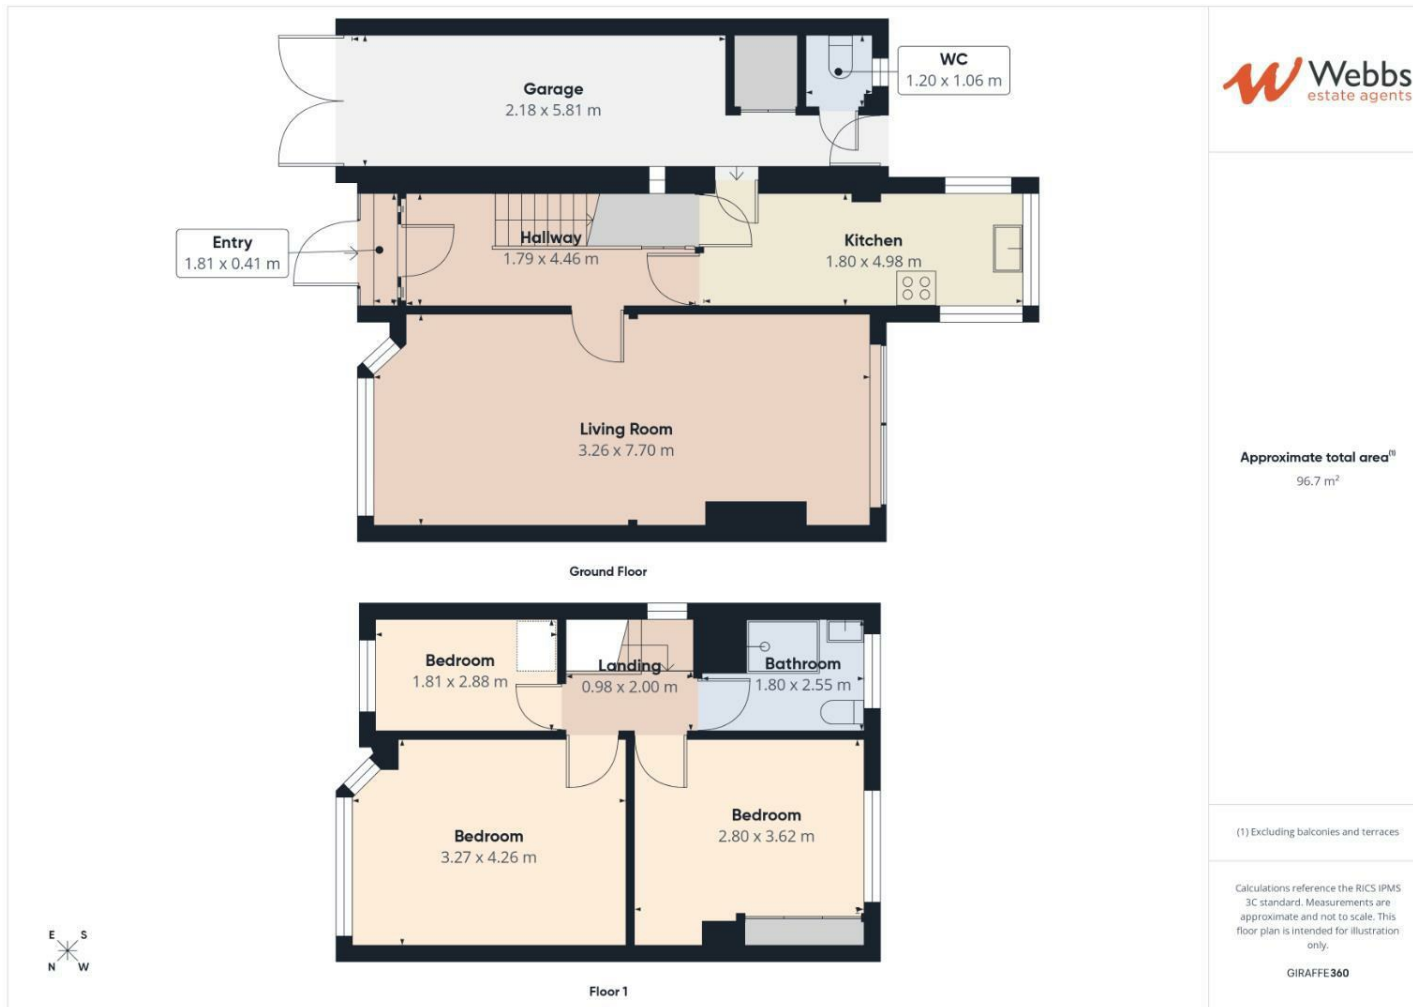 Garage
2.18 x 5.81 m
WC
1.20 x 1.06 m
Entry
1.81 x 0.41 m
Hallway
1.79 x 4.46 m
Kitchen
1.80 x 4.98 m
Living Room
3.26 x 7.70 m
Ground Floor
Bedroom
1.81 x 2.88 m
Landing
0.98 x 2.00 m
Bathroom
1.80 x 2.55 m
Bedroom
3.27 x 4.26 m
Bedroom
2.80 x 3.62 m
Floor 1
E S
N W
Webbs
estate agents
Approximate total area⁽¹⁾
96.7 m²
(1) Excluding balconies and terraces
Calculations reference the RICS IPMS
3C standard. Measurements are
approximate and not to scale. This
floor plan is intended for illustration
only.
GIRAFFE360